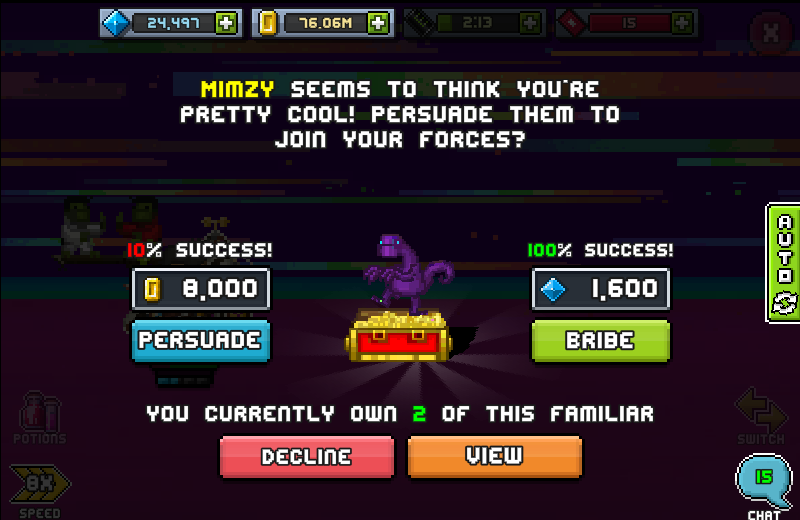 24,497
76.06M
2:13
15
X
MIMZY SEEMS TO THINK YOU'RE
PRETTY COOL! PERSUADE THEM TO
JOIN YOUR FORCES?
10% SUCCESS!
8,000
PERSUADE
100% SUCCESS!
1,600
BRIBE
AUTO
YOU CURRENTLY OWN 2 OF THIS FAMILIAR
DECLINE
VIEW
POTIONS
8X
SPEED
SWITCH
15
CHAT